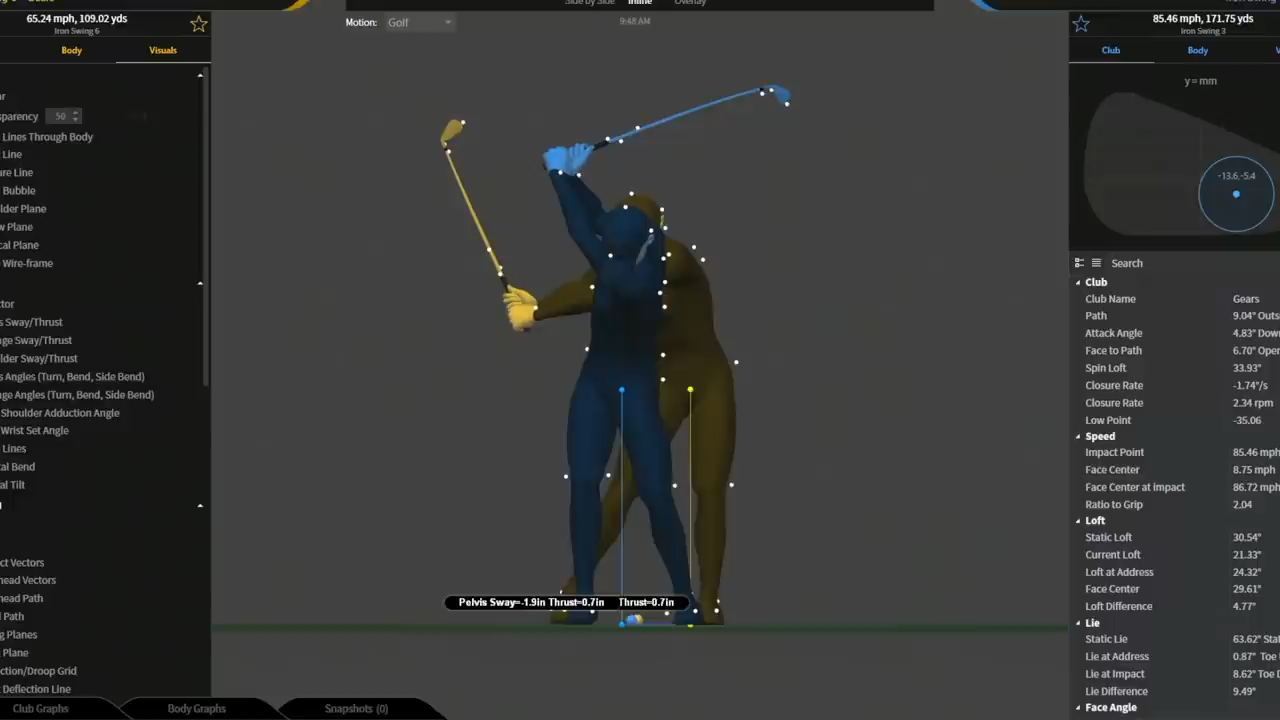 Side by Side Inline Overlay
65.24 mph, 109.02 yds
Iron Swing 6
Motion: Golf
9:48 AM
85.46 mph, 171.75 yds
Iron Swing 3
Body Visuals
Club Body
y = mm
-13.6,-5.4
sparency 50
Lines Through Body
Line
ure Line
Bubble
lder Plane
w Plane
cal Plane
Wire-frame
tor
s Sway/Thrust
nge Sway/Thrust
lder Sway/Thrust
s Angles (Turn, Bend, Side Bend)
nge Angles (Turn, Bend, Side Bend)
Shoulder Adduction Angle
Wrist Set Angle
Lines
tal Bend
al Tilt
ct Vectors
head Vectors
head Path
d Path
g Planes
Plane
ction/Droop Grid
Deflection Line
Pelvis Sway=-1.9in Thrust=0.7in Thrust=0.7in
Club Graphs Body Graphs Snapshots (0)
Search
Club
Club Name Gears
Path 9.04° Outs
Attack Angle 4.83° Down
Face to Path 6.70° Oper
Spin Loft 33.93°
Closure Rate -1.74°/s
Closure Rate 2.34 rpm
Low Point -35.06
Speed
Impact Point 85.46 mph
Face Center 8.75 mph
Face Center at impact 86.72 mph
Ratio to Grip 2.04
Loft
Static Loft 30.54°
Current Loft 21.33°
Loft at Address 24.32°
Face Center 29.61°
Loft Difference 4.77°
Lie
Static Lie 63.62° Stat
Lie at Address 0.87° Toe
Lie at Impact 8.62° Toe
Lie Difference 9.49°
Face Angle